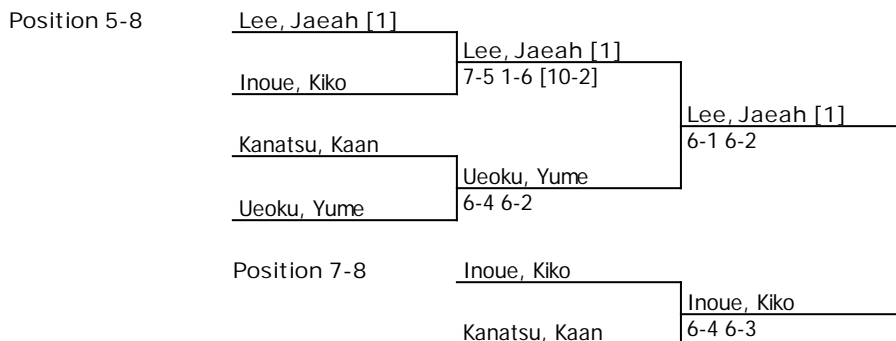 Position 5-8
Lee, Jaeah [1]
Lee, Jaeah [1]
Inoue, Kiko
7-5 1-6 [10-2]
Lee, Jaeah [1]
Kanatsu, Kaan
6-1 6-2
Ueoku, Yume
Ueoku, Yume
6-4 6-2
Position 7-8
Inoue, Kiko
Inoue, Kiko
Kanatsu, Kaan
6-4 6-3